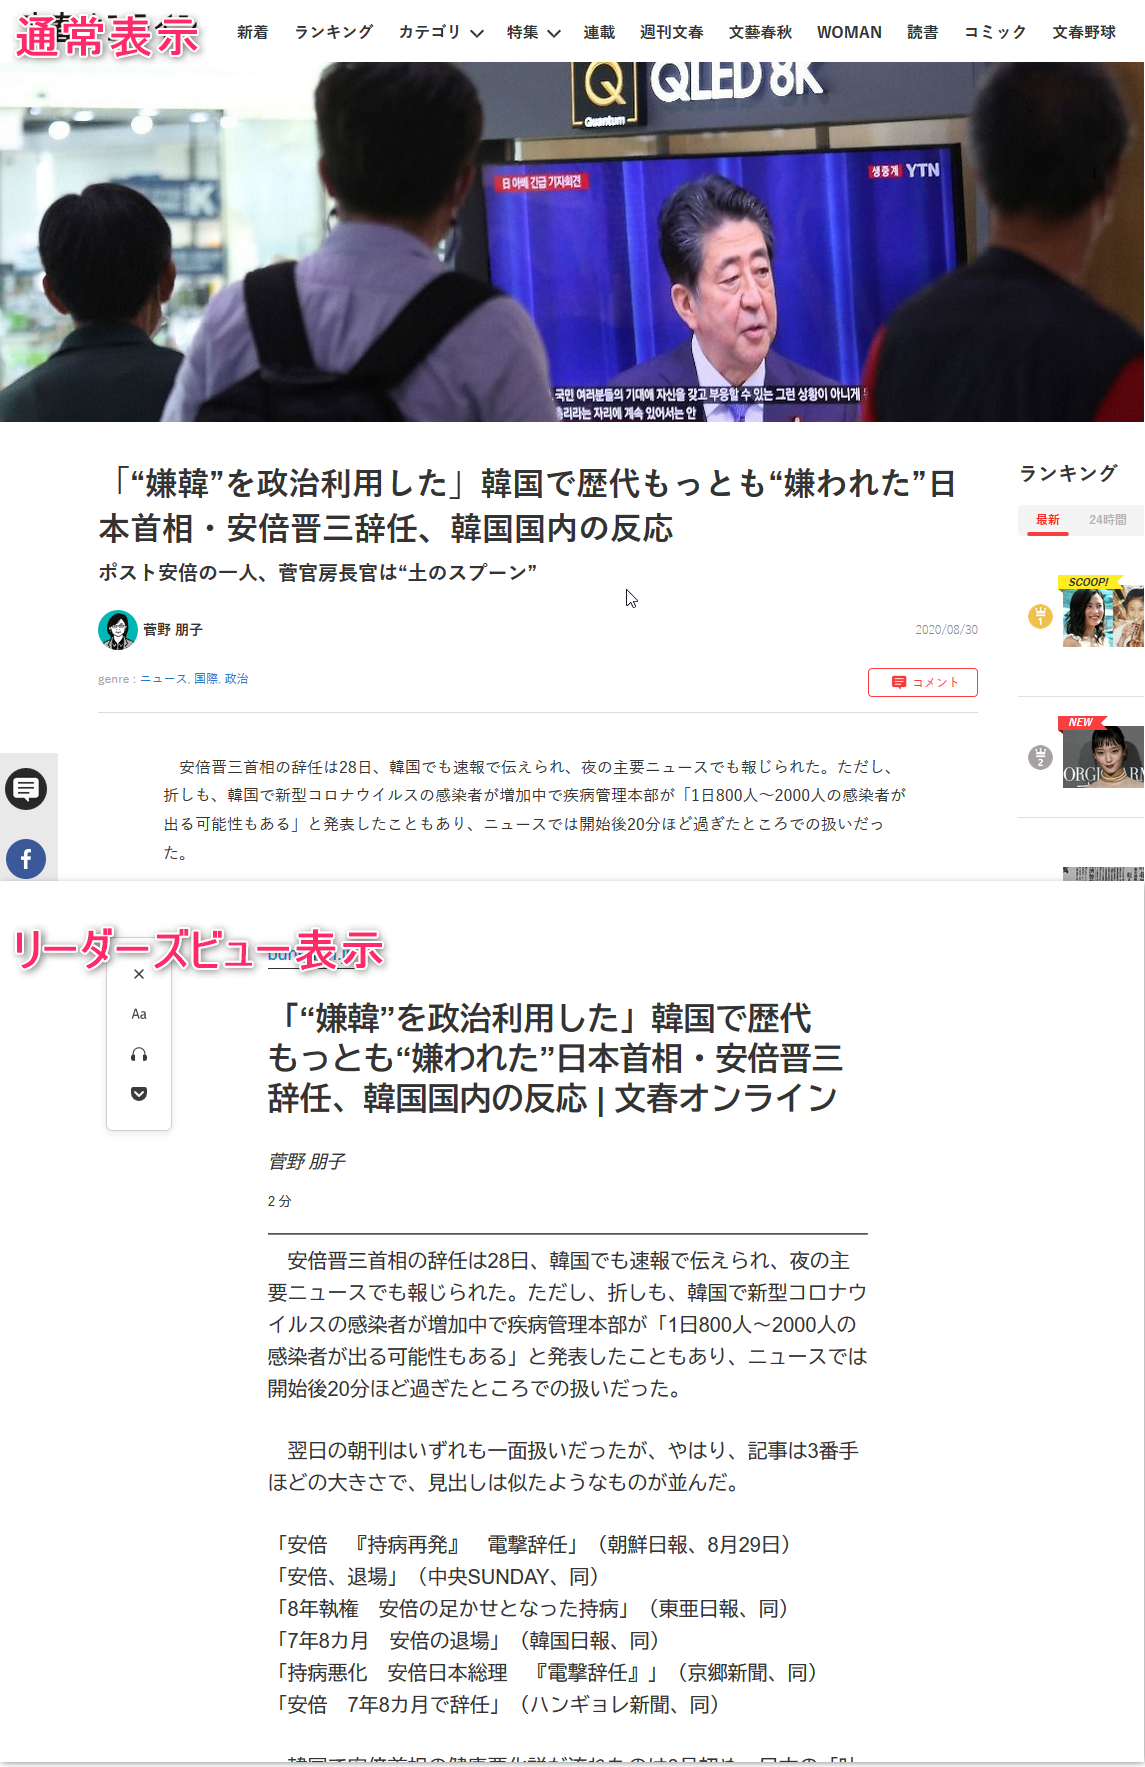 通常表示
新着 ランキング カテゴリ 特集 連載 週刊文春 文藝春秋 WOMAN 読書 コミック 文春野球
Q QLED 8K
Quantum
日 아베 긴급 기자회견
생중계 YTN
국민 여러분들의 기대에 자신을 갖고 부응할 수 있는 그런 상황이 아니게
총리라는 자리에 계속 있어서는 안
「“嫌韓”を政治利用した」韓国で歴代もっとも“嫌われた”日
本首相・安倍晋三辞任、韓国国内の反応
ポスト安倍の一人、菅官房長官は“土のスプーン”
菅野 朋子
2020/08/30
genre : ニュース, 国際, 政治
コメント
ランキング
最新 24時間
SCOOP!
1
NEW
2
　安倍晋三首相の辞任は28日、韓国でも速報で伝えられ、夜の主要ニュースでも報じられた。ただし、
折しも、韓国で新型コロナウイルスの感染者が増加中で疾病管理本部が「1日800人～2000人の感染者が
出る可能性もある」と発表したこともあり、ニュースでは開始後20分ほど過ぎたところでの扱いだっ
た。
リーダーズビュー表示
Aa
「“嫌韓”を政治利用した」韓国で歴代
もっとも“嫌われた”日本首相・安倍晋三
辞任、韓国国内の反応 | 文春オンライン
菅野 朋子
2 分
　安倍晋三首相の辞任は28日、韓国でも速報で伝えられ、夜の主
要ニュースでも報じられた。ただし、折しも、韓国で新型コロナウ
イルスの感染者が増加中で疾病管理本部が「1日800人～2000人の
感染者が出る可能性もある」と発表したこともあり、ニュースでは
開始後20分ほど過ぎたところでの扱いだった。
　翌日の朝刊はいずれも一面扱いだったが、やはり、記事は3番手
ほどの大きさで、見出しは似たようなものが並んだ。
「安倍　『持病再発』　電撃辞任」（朝鮮日報、8月29日）
「安倍、退場」（中央SUNDAY、同）
「8年執権　安倍の足かせとなった持病」（東亜日報、同）
「7年8カ月　安倍の退場」（韓国日報、同）
「持病悪化　安倍日本総理　『電撃辞任』」（京郷新聞、同）
「安倍　7年8カ月で辞任」（ハンギョレ新聞、同）